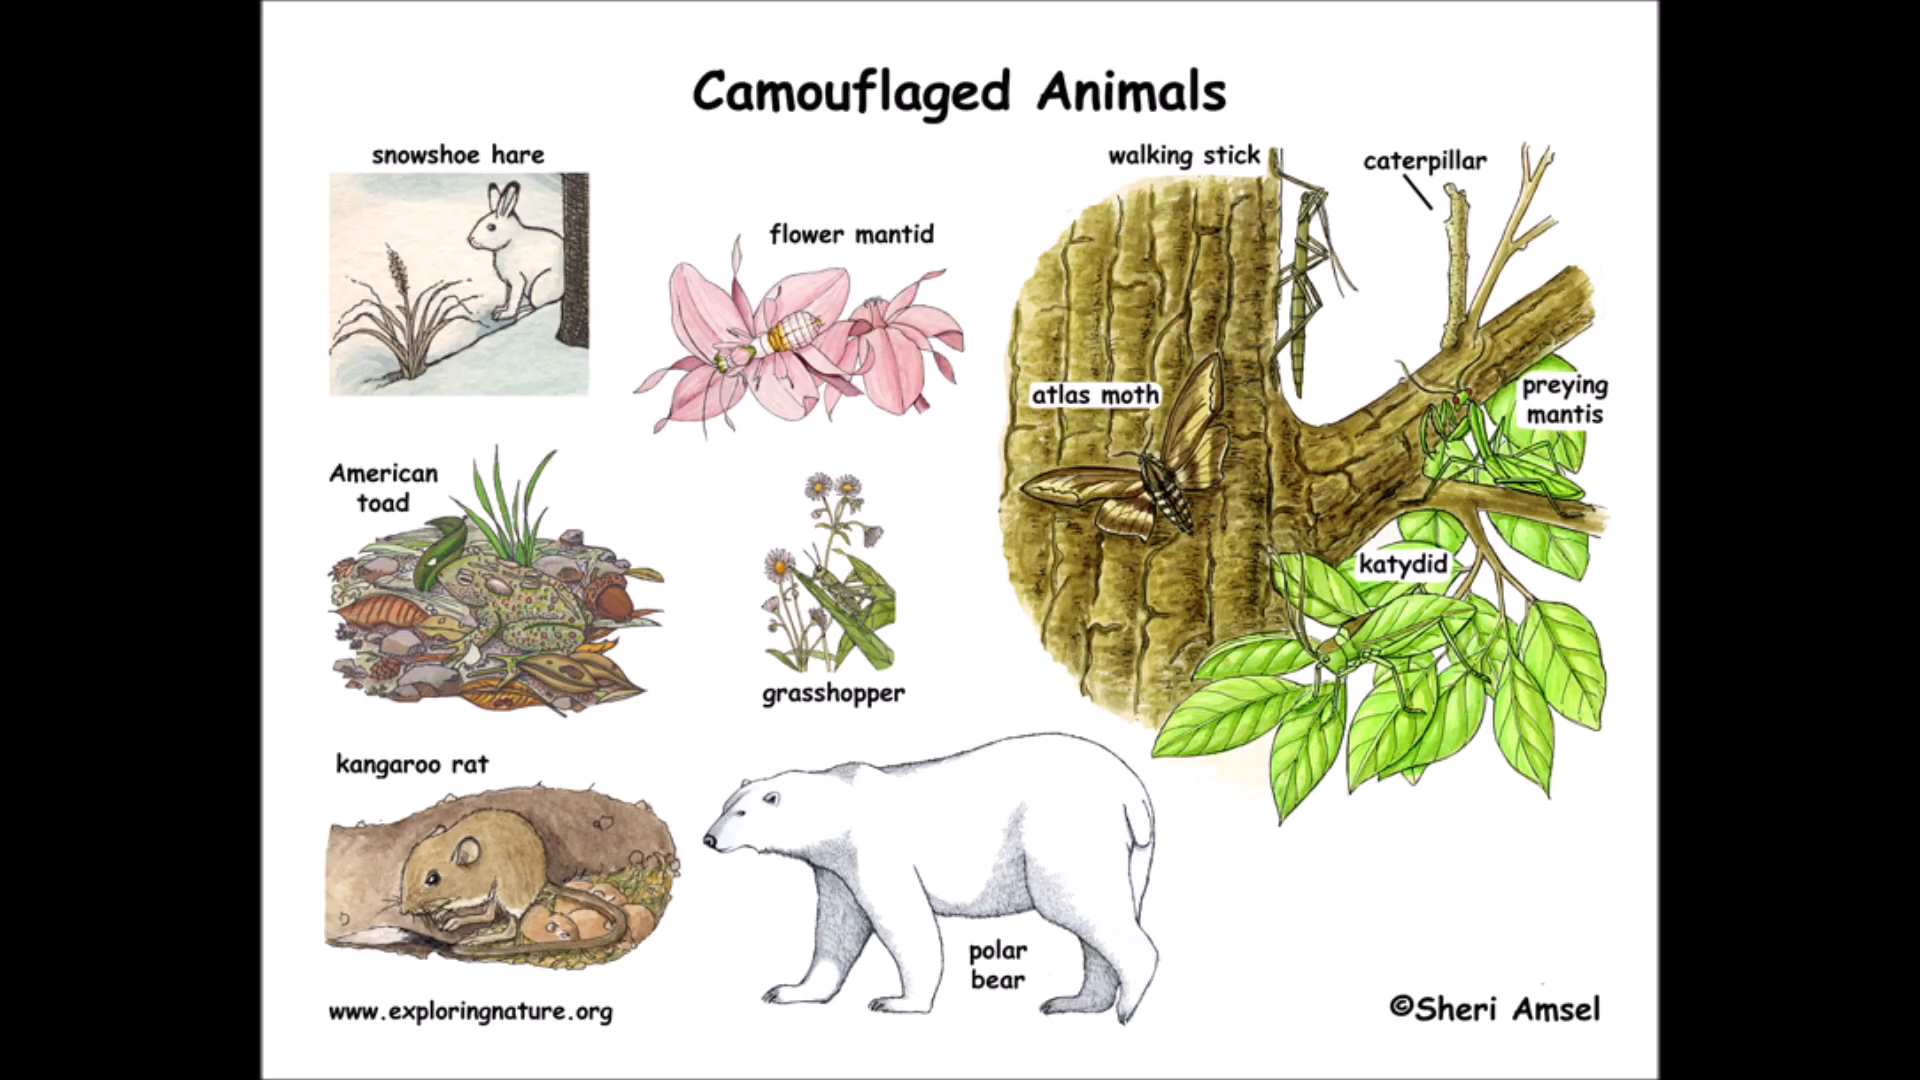 Camouflaged Animals
snowshoe hare
walking stick
caterpillar
flower mantid
atlas moth
preying
mantis
American
toad
katydid
grasshopper
kangaroo rat
polar
bear
www.exploringnature.org
©Sheri Amsel